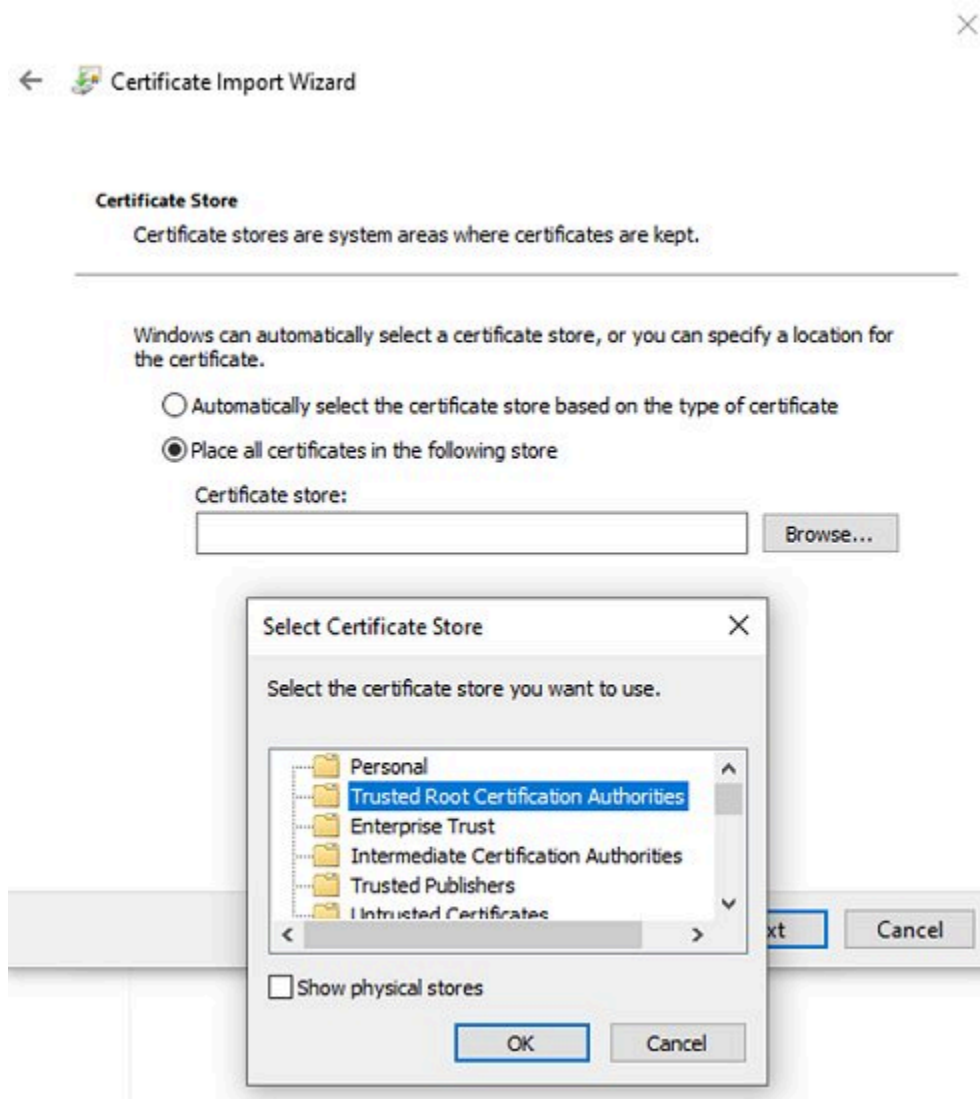 Certificate Import Wizard
Certificate Store
Certificate stores are system areas where certificates are kept.
Windows can automatically select a certificate store, or you can specify a location for
the certificate.
Automatically select the certificate store based on the type of certificate
Place all certificates in the following store
Certificate store:
Browse...
Select Certificate Store
Select the certificate store you want to use.
Personal
Trusted Root Certification Authorities
Enterprise Trust
Intermediate Certification Authorities
Trusted Publishers
Untrusted Certificates
xt
Cancel
Show physical stores
OK
Cancel